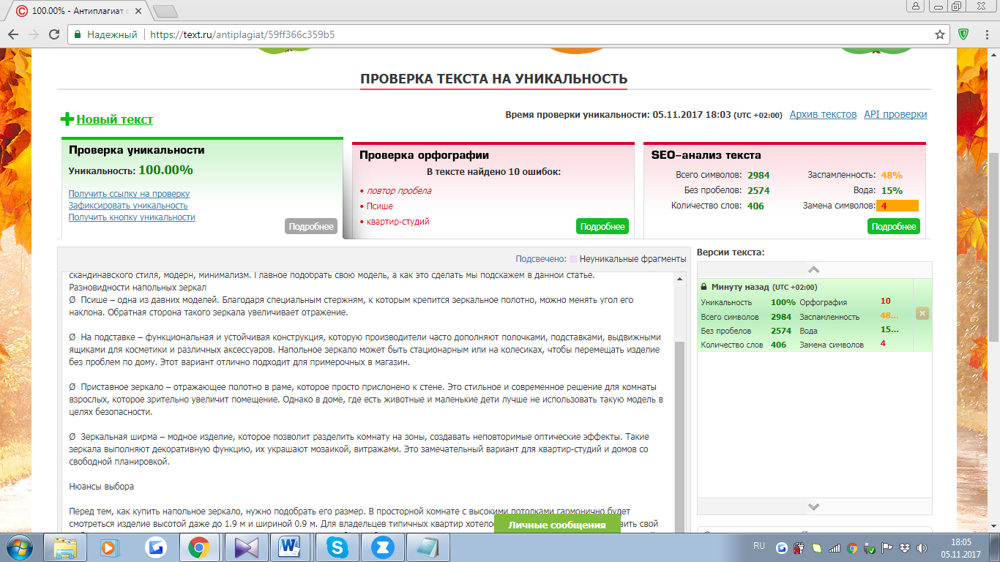 100.00% - Антиплагиат
Надежный
https://text.ru/antiplagiat/59ff366c359b5
ПРОВЕРКА ТЕКСТА НА УНИКАЛЬНОСТЬ
Новый текст
Время проверки уникальности: 05.11.2017 18:03 (UTC +02:00) Архив текстов API проверки
Проверка уникальности
Уникальность: 100.00%
Получить ссылку на проверку
Зафиксировать уникальность
Получить кнопку уникальности
Подробнее
Проверка орфографии
В тексте найдено 10 ошибок:
• повтор пробела
• Псише
• квартир-студий
Подробнее
SEO-анализ текста
Всего символов: 2984 Заспамленность: 48%
Без пробелов: 2574 Вода: 15%
Количество слов: 406 Замена символов: 4
Подробнее
Подсвечено: Неуникальные фрагменты
скандинавского стиля, модерн, минимализм. Главное подобрать свою модель, а как это сделать мы подскажем в данной статье.
Разновидности напольных зеркал
Ø Псише – одна из давних моделей. Благодаря специальным стержням, к которым крепится зеркальное полотно, можно менять угол его
наклона. Обратная сторона такого зеркала увеличивает отражение.
Ø На подставке – функциональная и устойчивая конструкция, которую производители часто дополняют полочками, подставками, выдвижными
ящиками для косметики и различных аксессуаров. Напольное зеркало может быть стационарным или на колесиках, чтобы перемещать изделие
без проблем по дому. Этот вариант отлично подходит для примерочных в магазин.
Ø Приставное зеркало – отражающее полотно в раме, которое просто прислонено к стене. Это стильное и современное решение для комнаты
взрослых, которое зрительно увеличит помещение. Однако в доме, где есть животные и маленькие дети лучше не использовать такую модель в
целях безопасности.
Ø Зеркальная ширма – модное изделие, которое позволит разделить комнату на зоны, создавать неповторимые оптические эффекты. Такие
зеркала выполняют декоративную функцию, их украшают мозаикой, витражами. Это замечательный вариант для квартир-студий и домов со
свободной планировкой.
Нюансы выбора
Перед тем, как купить напольное зеркало, нужно подобрать его размер. В просторной комнате с высокими потолками гармонично будет
смотреться изделие высотой даже до 1.9 м и шириной 0.9 м. Для владельцев типичных квартир свой
Версии текста:
Минуту назад (UTC +02:00)
Уникальность 100% Орфография 10
Всего символов 2984 Заспамленность 48...
Без пробелов 2574 Вода 15...
Количество слов 406 Замена символов 4
Личные сообщения
RU
18:05
05.11.2017